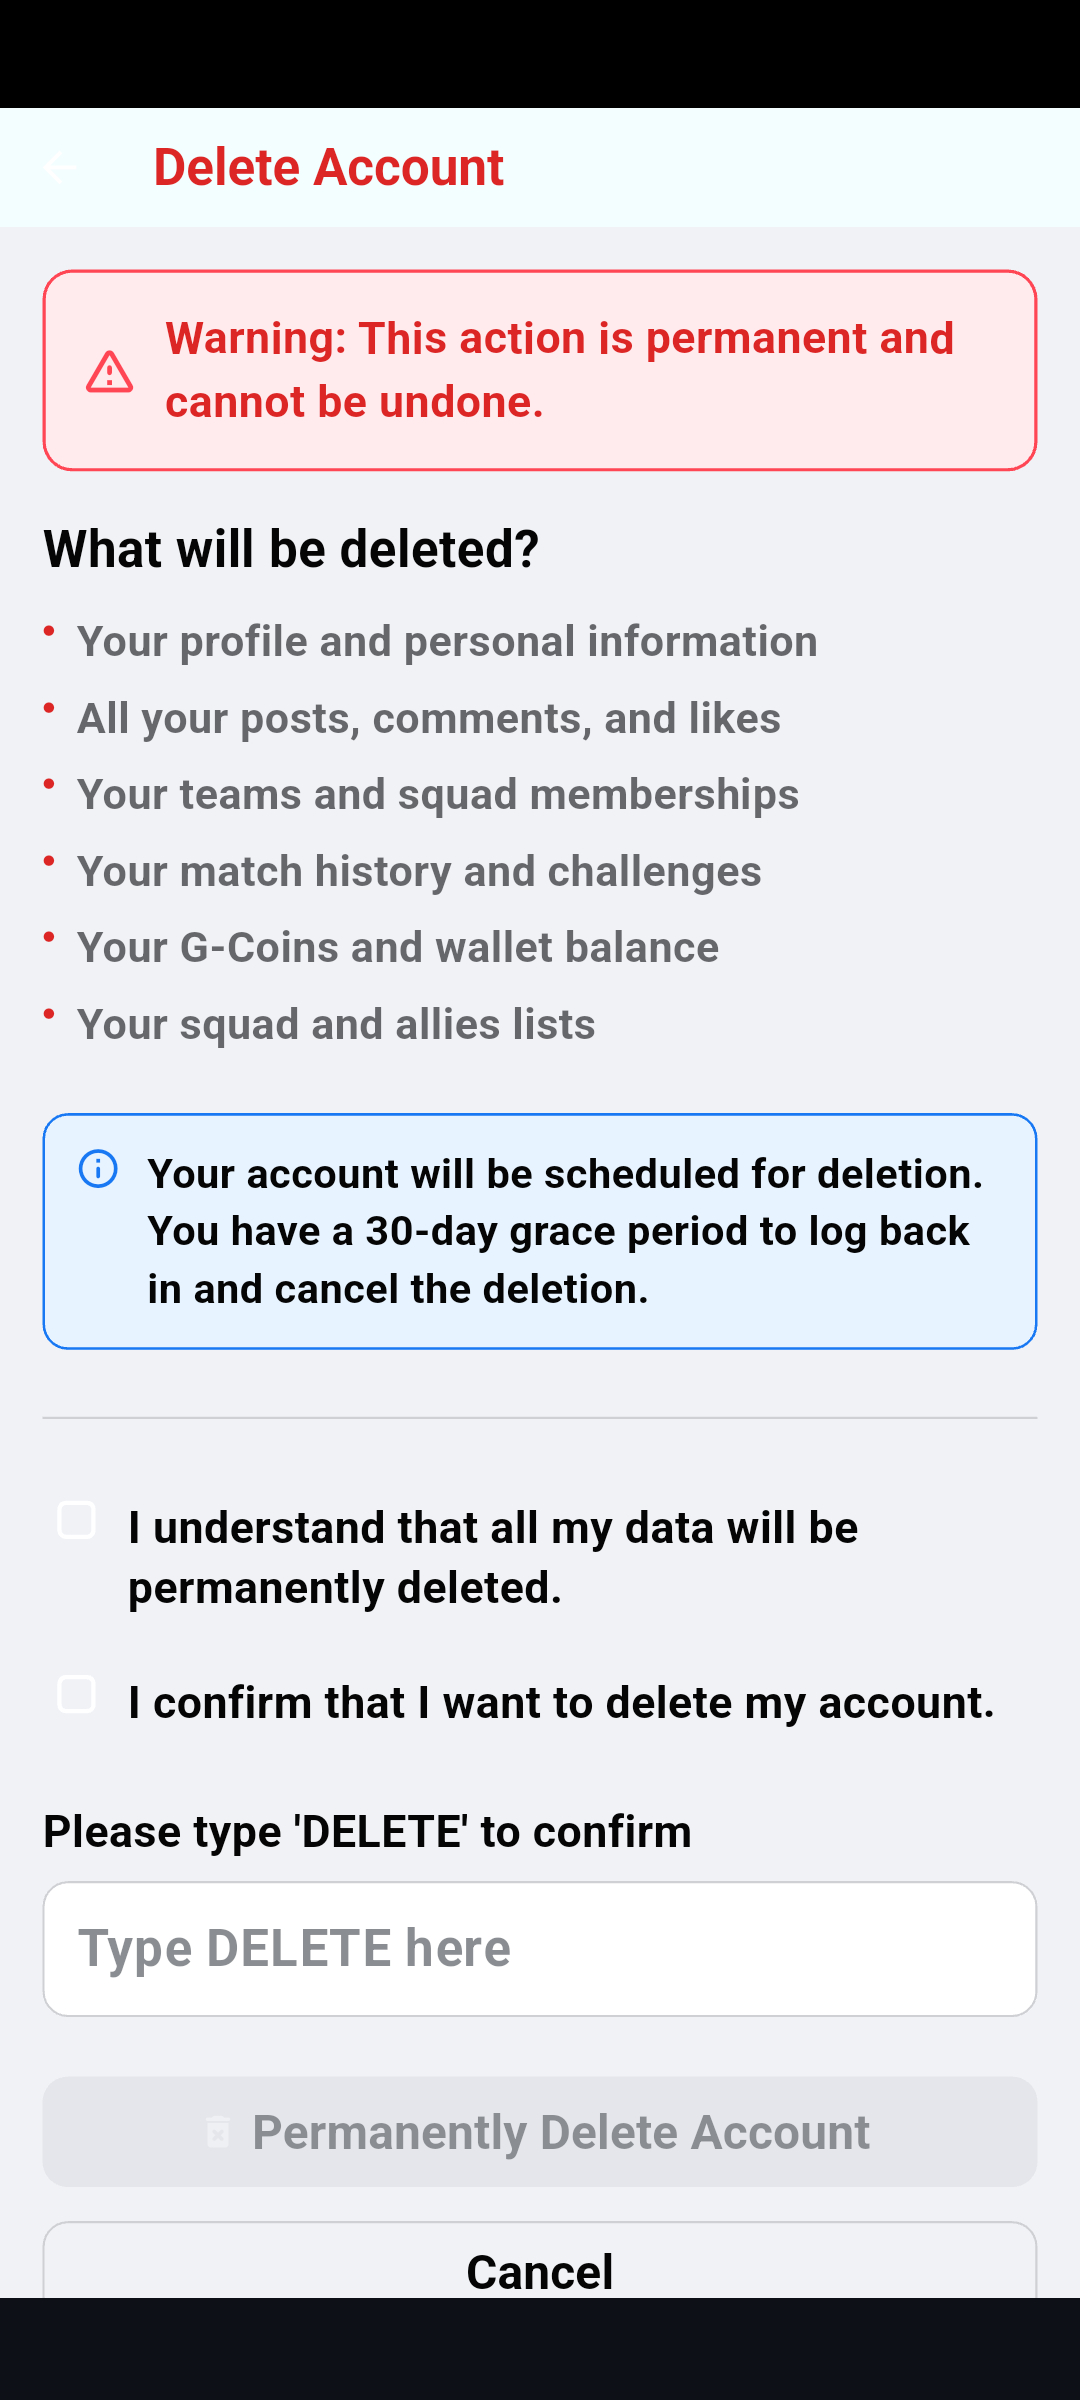 Delete Account
Warning: This action is permanent and
cannot be undone.
What will be deleted?
• Your profile and personal information
• All your posts, comments, and likes
• Your teams and squad memberships
• Your match history and challenges
• Your G-Coins and wallet balance
• Your squad and allies lists
Your account will be scheduled for deletion.
You have a 30-day grace period to log back
in and cancel the deletion.
I understand that all my data will be
permanently deleted.
I confirm that I want to delete my account.
Please type 'DELETE' to confirm
Type DELETE here
Permanently Delete Account
Cancel